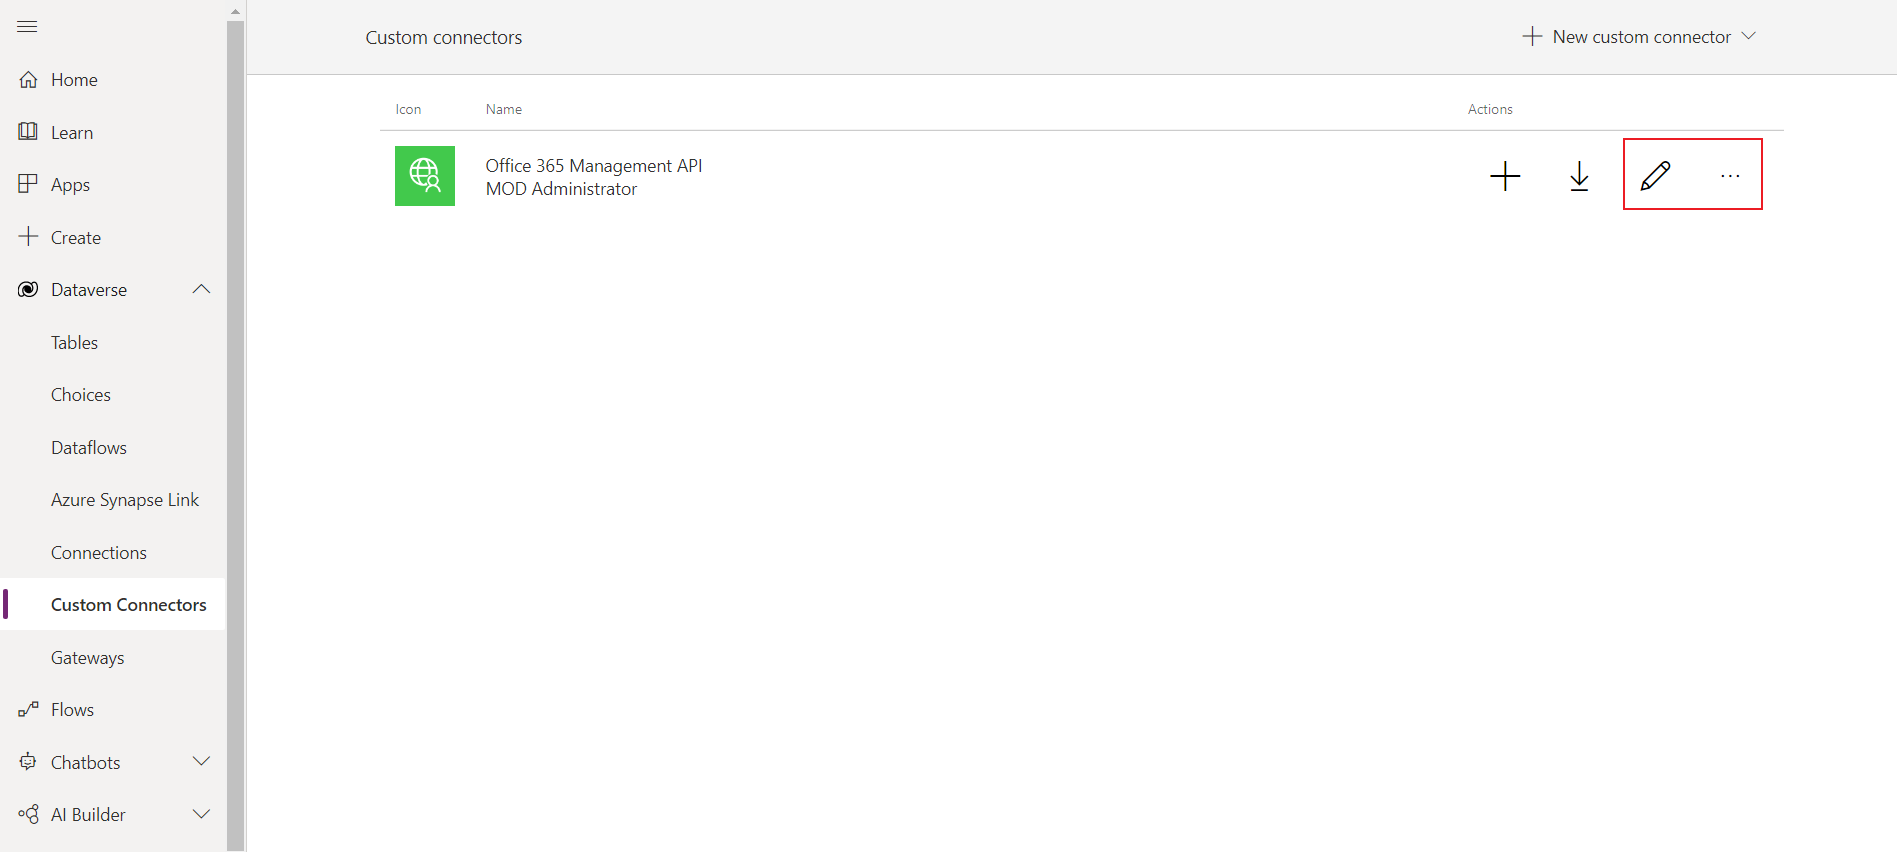 Home
Learn
Apps
Create
Dataverse
Tables
Choices
Dataflows
Azure Synapse Link
Connections
Custom Connectors
Gateways
Flows
Chatbots
AI Builder
Custom connectors
New custom connector
Icon Name Actions
Office 365 Management API
MOD Administrator